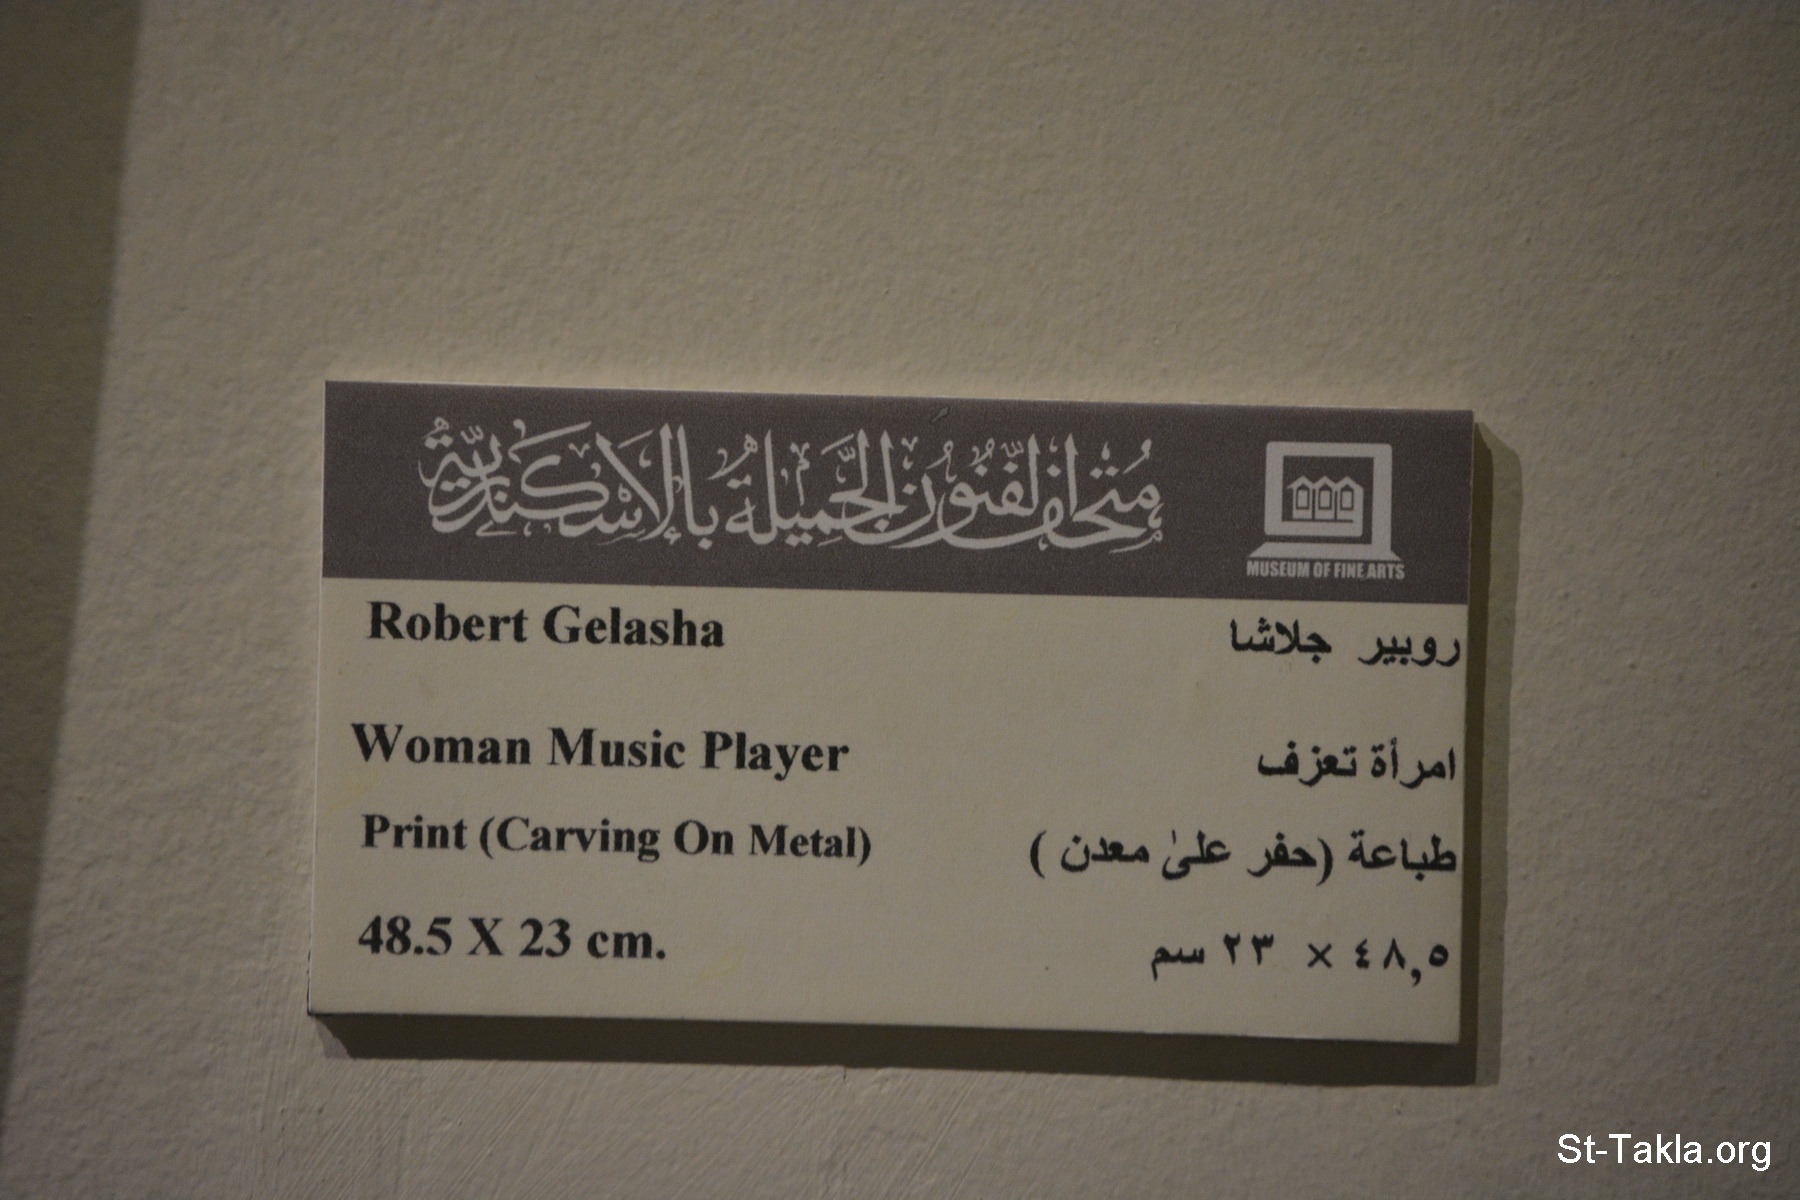 متحف الفنون الجميلة بالإسكندرية
MUSEUM OF FINE ARTS
Robert Gelasha
روبير جلاشا
Woman Music Player
امرأة تعزف
Print (Carving On Metal)
طباعة (حفر على معدن )
48.5 X 23 cm.
٤٨,٥ × ٢٣ سم
St-Takla.org